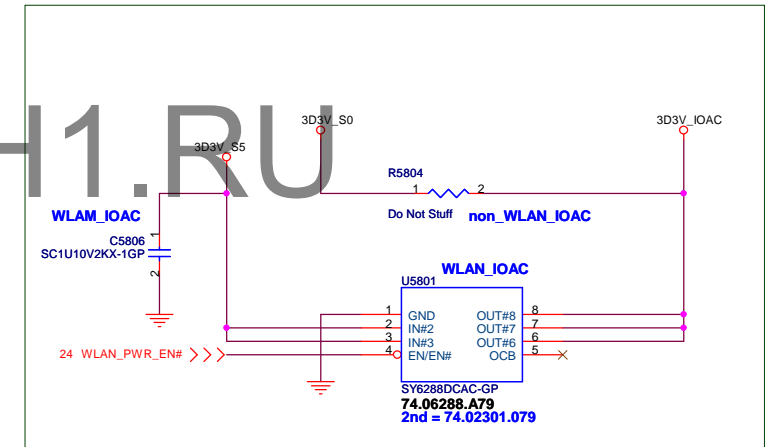 H1.RU
3D3V_S0
3D3V_IOAC
3D3V_S5
R5804
1
2
Do Not Stuff
non_WLAN_IOAC
WLAM_IOAC
C5806
SC1U10V2KX-1GP
1
2
WLAN_IOAC
U5801
1 GND OUT#8 8
2 IN#2 OUT#7 7
3 IN#3 OUT#6 6
24 WLAN_PWR_EN# 4 EN/EN# OCB 5
SY6288DCAC-GP
74.06288.A79
2nd = 74.02301.079